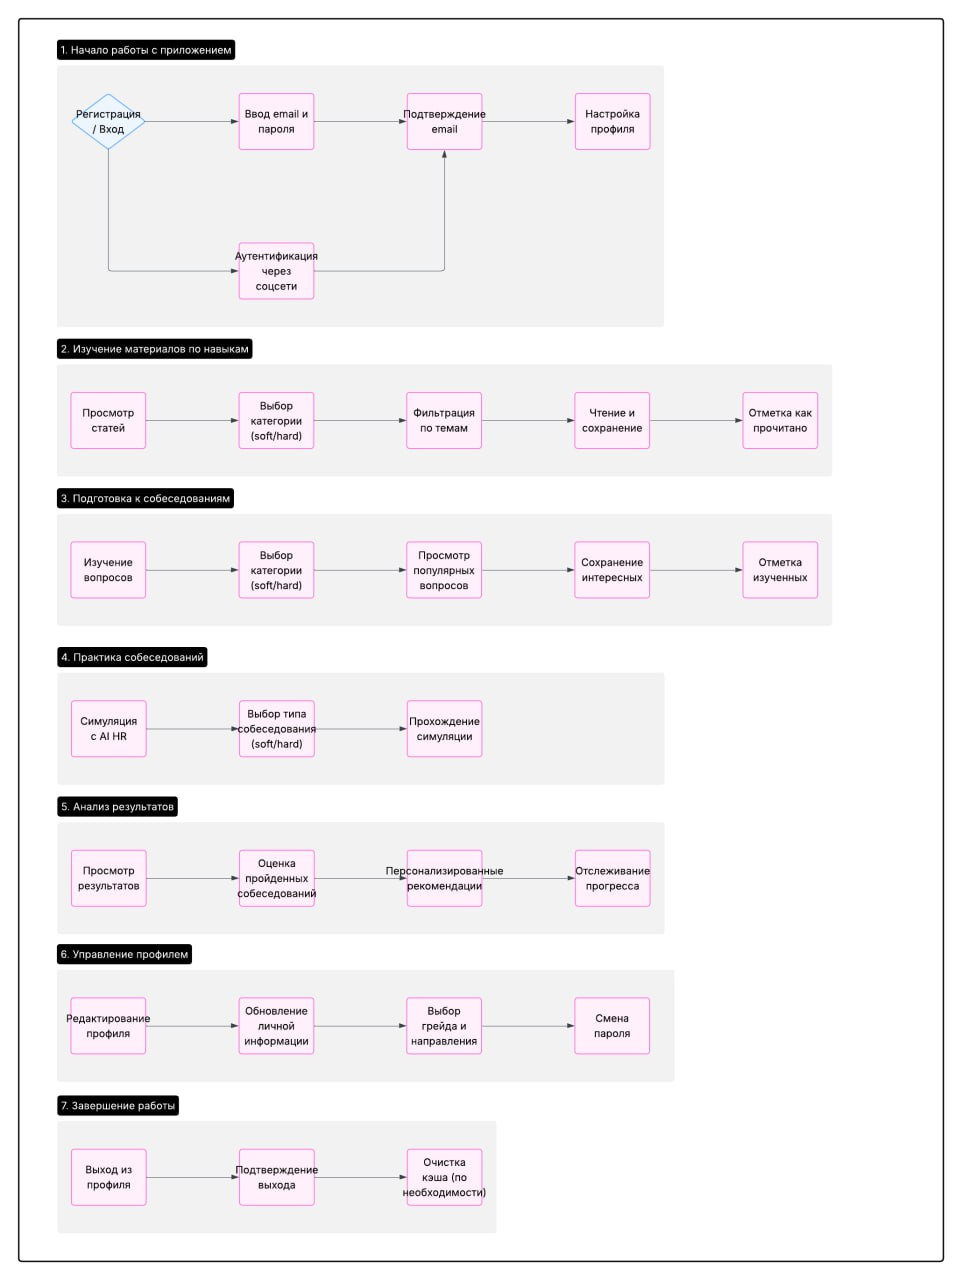 1. Начало работы с приложением
Регистрация
/ Вход
Ввод email и
пароля
Подтверждение
email
Настройка
профиля
Аутентификация
через
соцсети
2. Изучение материалов по навыкам
Просмотр
статей
Выбор
категории
(soft/hard)
Фильтрация
по темам
Чтение и
сохранение
Отметка как
прочитано
3. Подготовка к собеседованиям
Изучение
вопросов
Выбор
категории
(soft/hard)
Просмотр
популярных
вопросов
Сохранение
интересных
Отметка
изученных
4. Практика собеседований
Симуляция
с AI HR
Выбор типа
собеседования
(soft/hard)
Прохождение
симуляции
5. Анализ результатов
Просмотр
результатов
Оценка
пройденных
собеседований
Персонализированные
рекомендации
Отслеживание
прогресса
6. Управление профилем
Редактирование
профиля
Обновление
личной
информации
Выбор
грейда и
направления
Смена
пароля
7. Завершение работы
Выход из
профиля
Подтверждение
выхода
Очистка
кэша (по
необходимости)